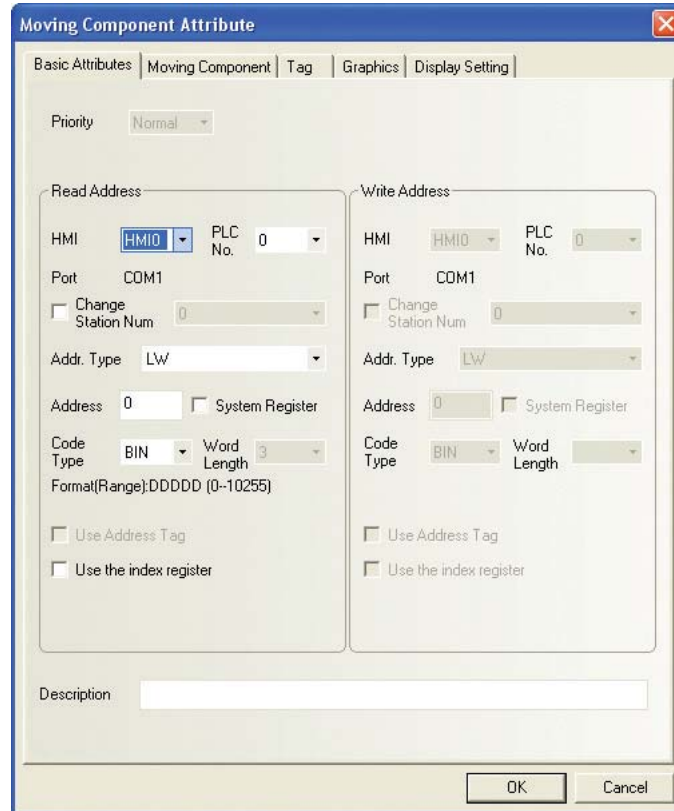 Moving Component Attribute
Basic Attributes Moving Component Tag Graphics Display Setting
Priority Normal
Read Address
HMI HMI0 PLC No. 0
Port COM1
Change Station Num 0
Addr. Type LW
Address 0 System Register
Code Type BIN Word Length 3
Format(Range):DDDDD (0--10255)
Use Address Tag
Use the index register
Write Address
HMI HMI0 PLC No. 0
Port COM1
Change Station Num 0
Addr. Type LW
Address 0 System Register
Code Type BIN Word Length
Use Address Tag
Use the index register
Description
OK Cancel